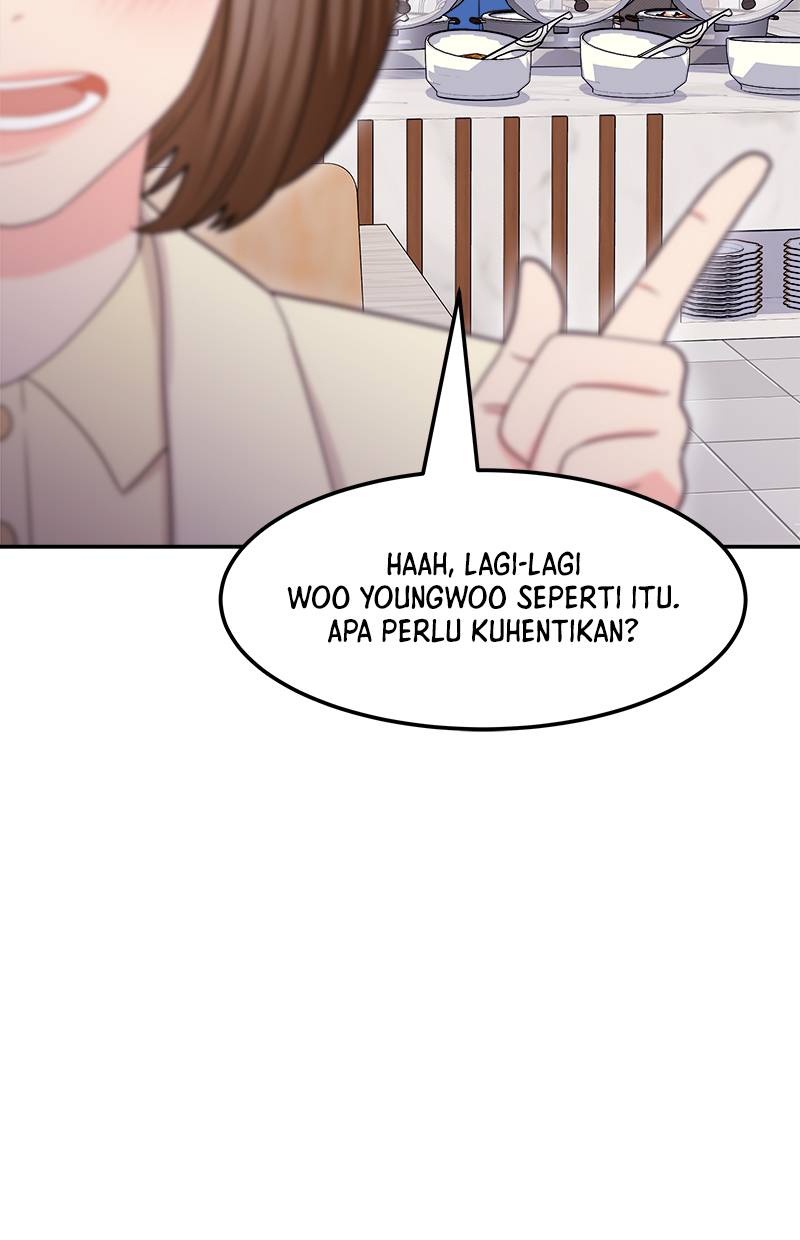 HAAH, LAGI-LAGI
WOO YOUNGWOO SEPERTI ITU.
APA PERLU KUHENTIKAN?